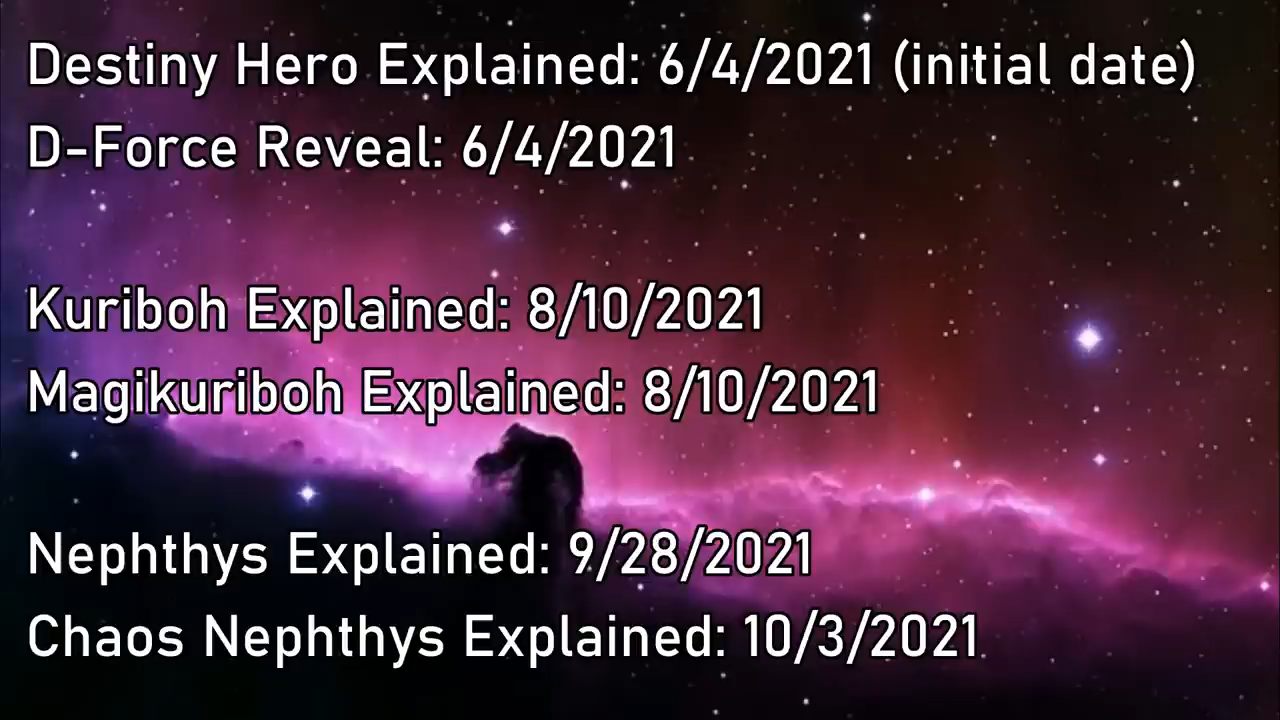 Destiny Hero Explained: 6/4/2021 (initial date)
D-Force Reveal: 6/4/2021
Kuriboh Explained: 8/10/2021
Magikuriboh Explained: 8/10/2021
Nephthys Explained: 9/28/2021
Chaos Nephthys Explained: 10/3/2021